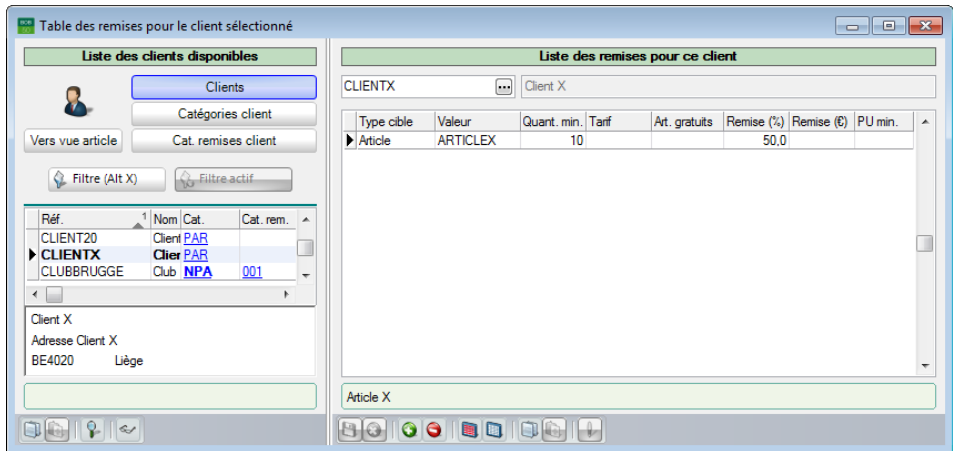 Table des remises pour le client sélectionné
Liste des clients disponibles
Clients
Catégories client
Vers vue article
Cat. remises client
Filtre (Alt X)
Filtre actif
Réf. 1 Nom Cat. Cat. rem.
CLIENT20 Client PAR
CLIENTX Clier PAR
CLUBBRUGGE Club NPA 001
Client X
Adresse Client X
BE4020 Liège
Liste des remises pour ce client
CLIENTX ... Client X
Type cible Valeur Quant. min. Tarif Art. gratuits Remise (%) Remise (€) PU min.
Article ARTICLEX 10 50,0
Article X